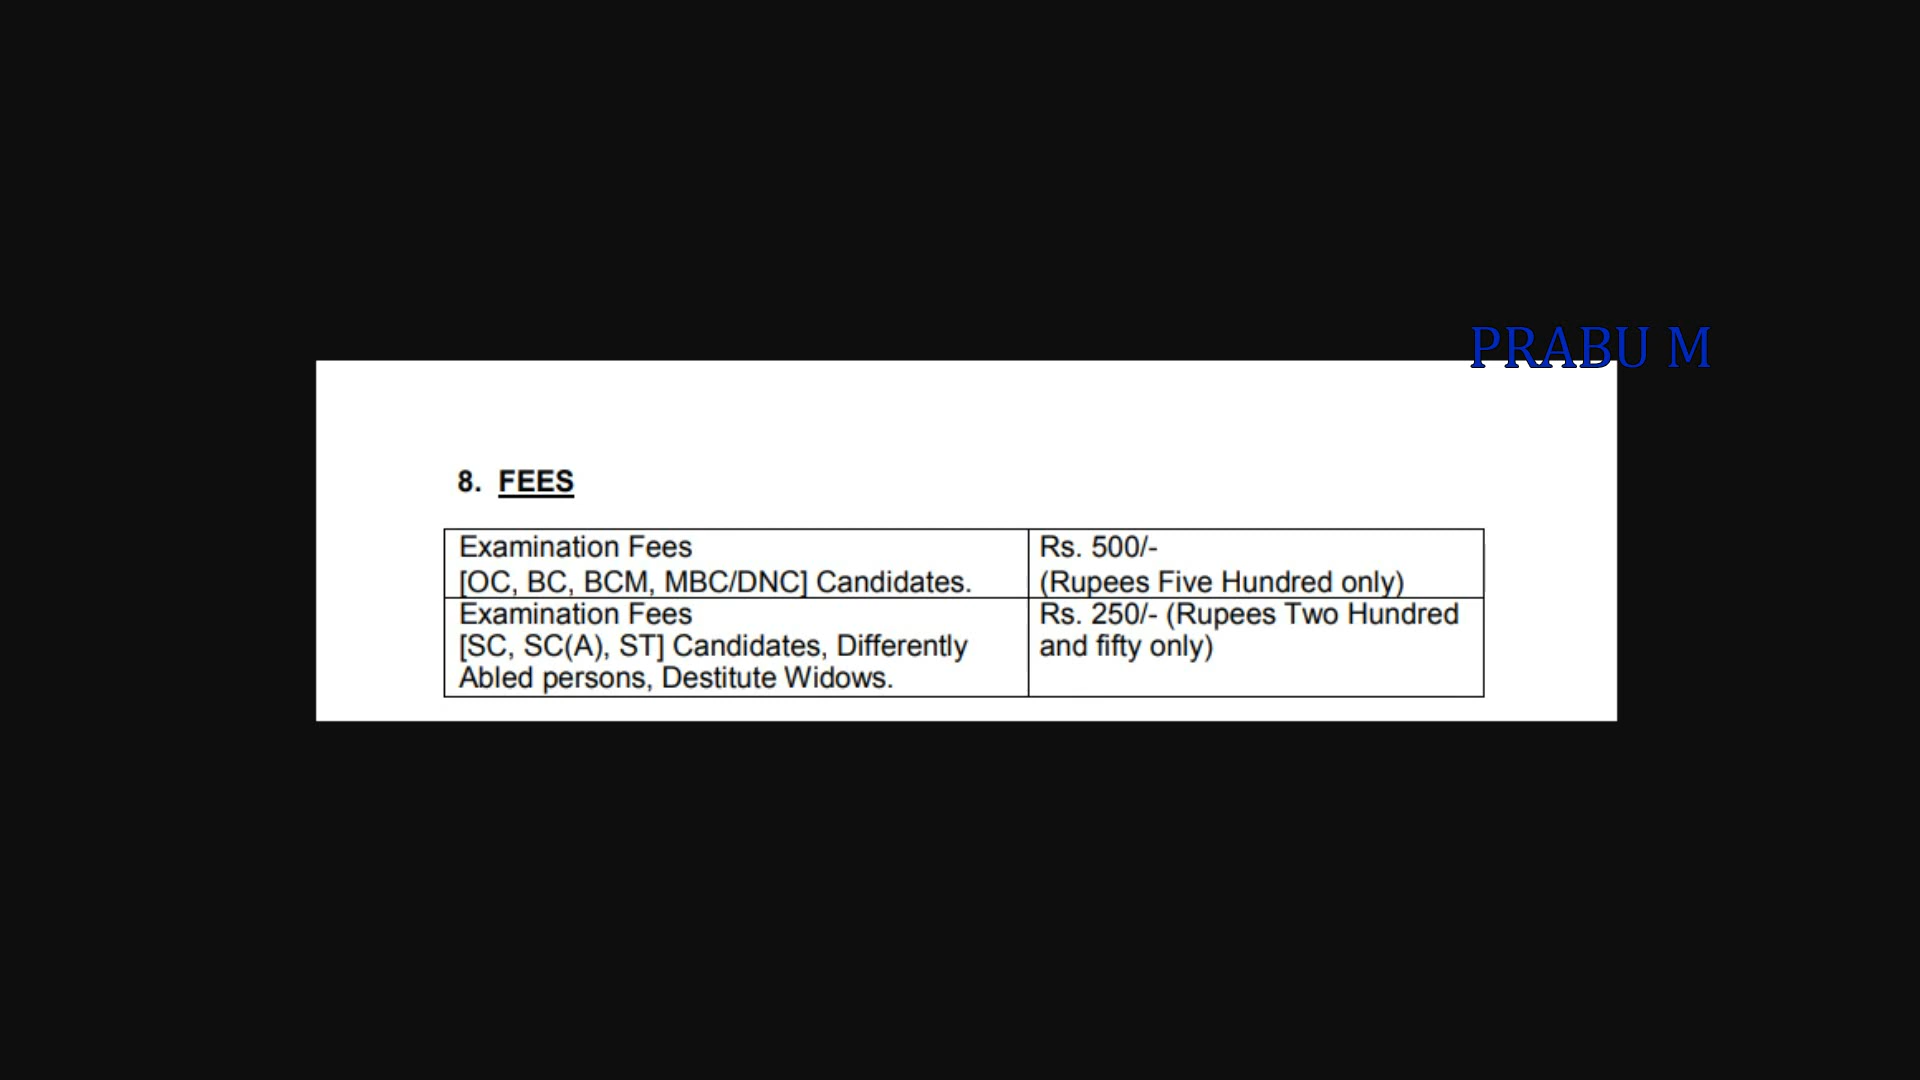 PRABU M
8. FEES
Examination Fees
[OC, BC, BCM, MBC/DNC] Candidates.
Rs. 500/-
(Rupees Five Hundred only)
Examination Fees
[SC, SC(A), ST] Candidates, Differently
Abled persons, Destitute Widows.
Rs. 250/- (Rupees Two Hundred
and fifty only)